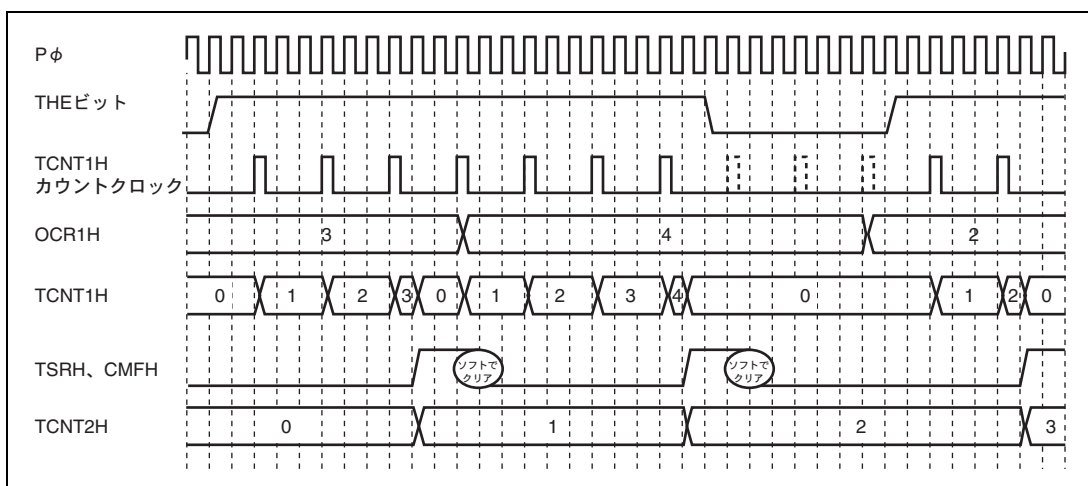 Pφ
THEビット
TCNT1H
カウントクロック
OCR1H 3 4 2
TCNT1H 0 1 2 3 0 1 2 3 4 0 1 2 0
TSRH、CMFH ソフトで クリア ソフトで クリア
TCNT2H 0 1 2 3